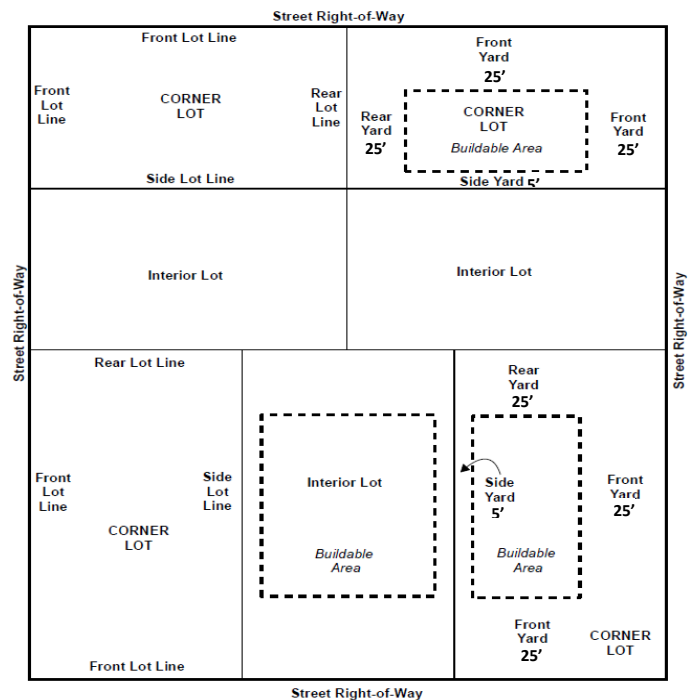 Street Right-of-Way
Front Lot Line
Front
Lot
Line
CORNER
LOT
Rear
Lot
Line
Side Lot Line
Front
Yard
25'
Rear
Yard
25'
CORNER
LOT
Buildable Area
Front
Yard
25'
Side Yard 5'
Interior Lot
Interior Lot
Street Right-of-Way
Street Right-of-Way
Rear Lot Line
Front
Lot
Line
Side
Lot
Line
CORNER
LOT
Front Lot Line
Interior Lot
Buildable
Area
Rear
Yard
25'
Side
Yard
5'
Front
Yard
25'
Buildable
Area
Front
Yard
25'
CORNER
LOT
Street Right-of-Way